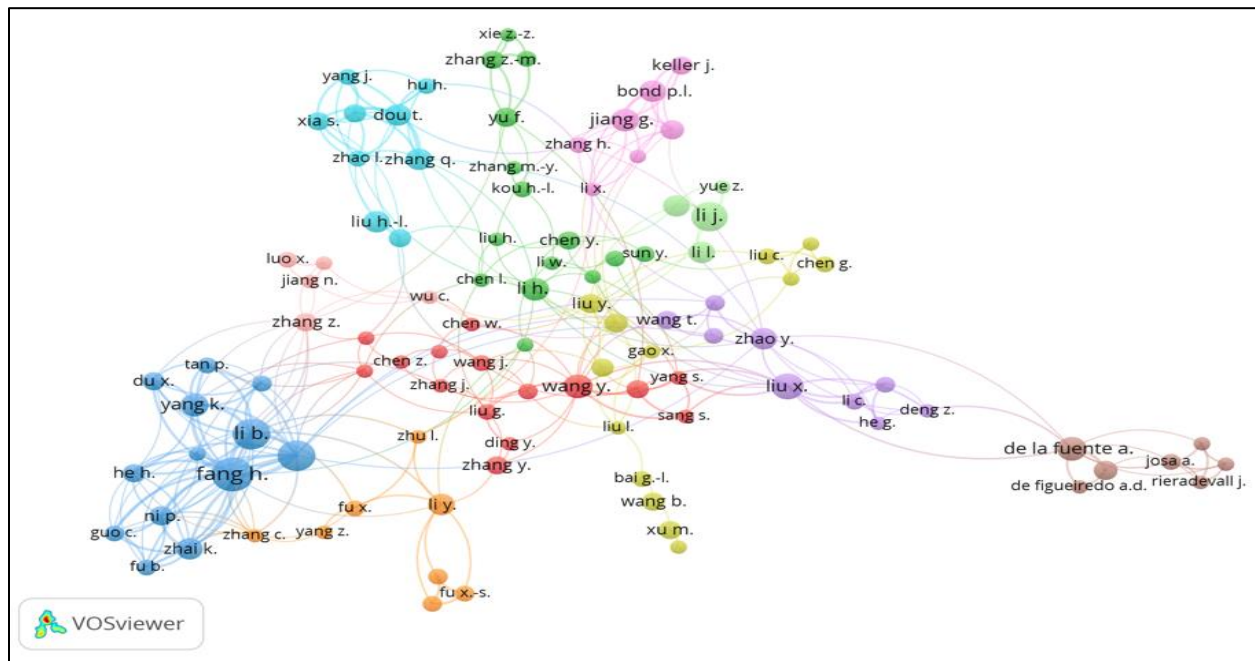 xie z.-z.
zhang z.-m.
keller j.
yang j.
hu h.
bond p.l.
xia s.
dou t.
yu f.
jiang g.
zhang h.
zhao l.
zhang q.
zhang m.-y.
kou h.-l.
li x.
yue z.
liu h.-l.
li j.
liu h.
chen y.
luo x.
li w.
sun y.
li l.
liu c.
chen g.
jiang n.
chen l.
li h.
wu c.
liu y.
zhang z.
chen w.
wang t.
zhao y.
tan p.
chen z.
wang j.
gao x.
du x.
zhang j.
wang y.
yang s.
liu x.
yang k.
liu g.
sang s.
li c.
deng z.
he g.
li b.
zhu l.
ding y.
liu l.
zhang y.
de la fuente a.
josa a.
he h.
fang h.
bai g.-l.
de figueiredo a.d.
rieradevall j.
wang b.
fu x.
li y.
ni p.
guo c.
zhang c.
yang z.
xu m.
zhai k.
fu b.
fu x.-s.
VOSviewer